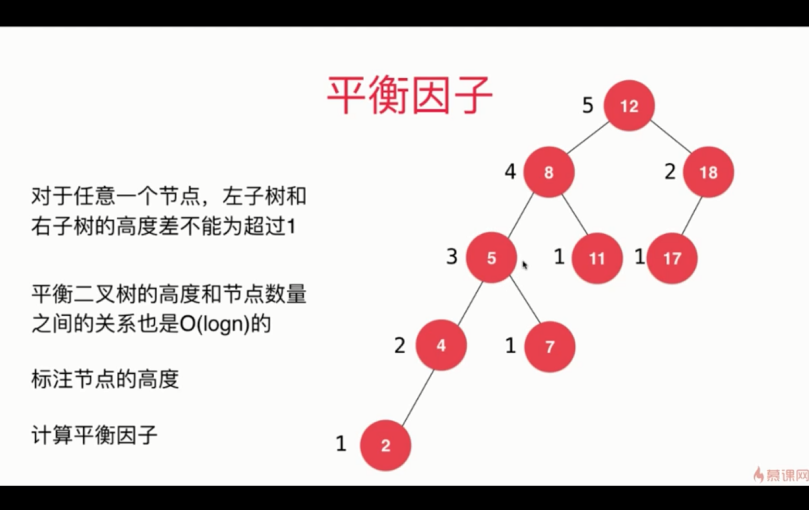 平衡因子
对于任意一个节点，左子树和
右子树的高度差不能为超过1
平衡二叉树的高度和节点数量
之间的关系也是O(logn)的
标注节点的高度
计算平衡因子
5 12
4 8 2 18
3 5 1 11 1 17
2 4 1 7
1 2
慕课网